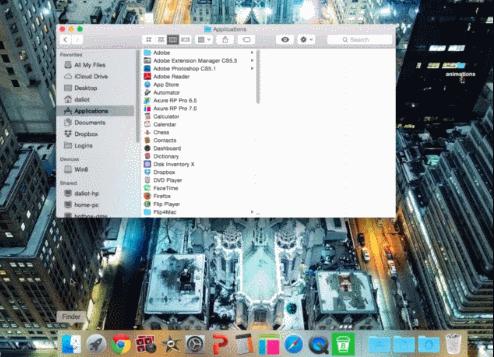 Applications
Search
Favorites
All My Files
iCloud Drive
Desktop
daliot
Applications
Documents
Dropbox
Logins
Devices
Win8
Shared
daliot-hp
home-pc
Adobe
Adobe Extension Manager CS5.5
Adobe Photoshop CS5.1
Adobe Reader
App Store
Automator
Axure RP Pro 6.5
Axure RP Pro 7.0
Calculator
Calendar
Chess
Contacts
Dashboard
Dictionary
Disk Inventory X
Dropbox
DVD Player
FaceTime
Firefox
Flip Player
Flip4Mac
animations
Finder